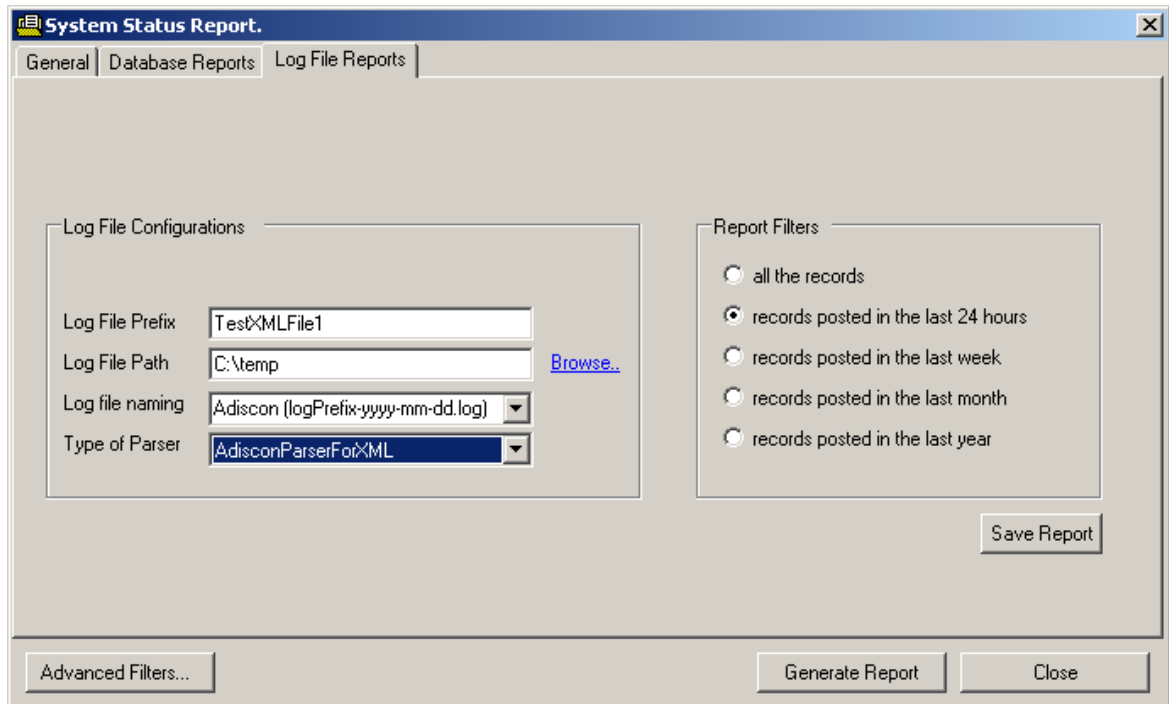 System Status Report.
General
Database Reports
Log File Reports
Log File Configurations
Log File Prefix
TestXMLFile1
Log File Path
C:\temp
Browse..
Log file naming
Adiscon (logPrefix-yyyy-mm-dd.log)
Type of Parser
AdisconParserForXML
Report Filters
all the records
records posted in the last 24 hours
records posted in the last week
records posted in the last month
records posted in the last year
Save Report
Advanced Filters...
Generate Report
Close